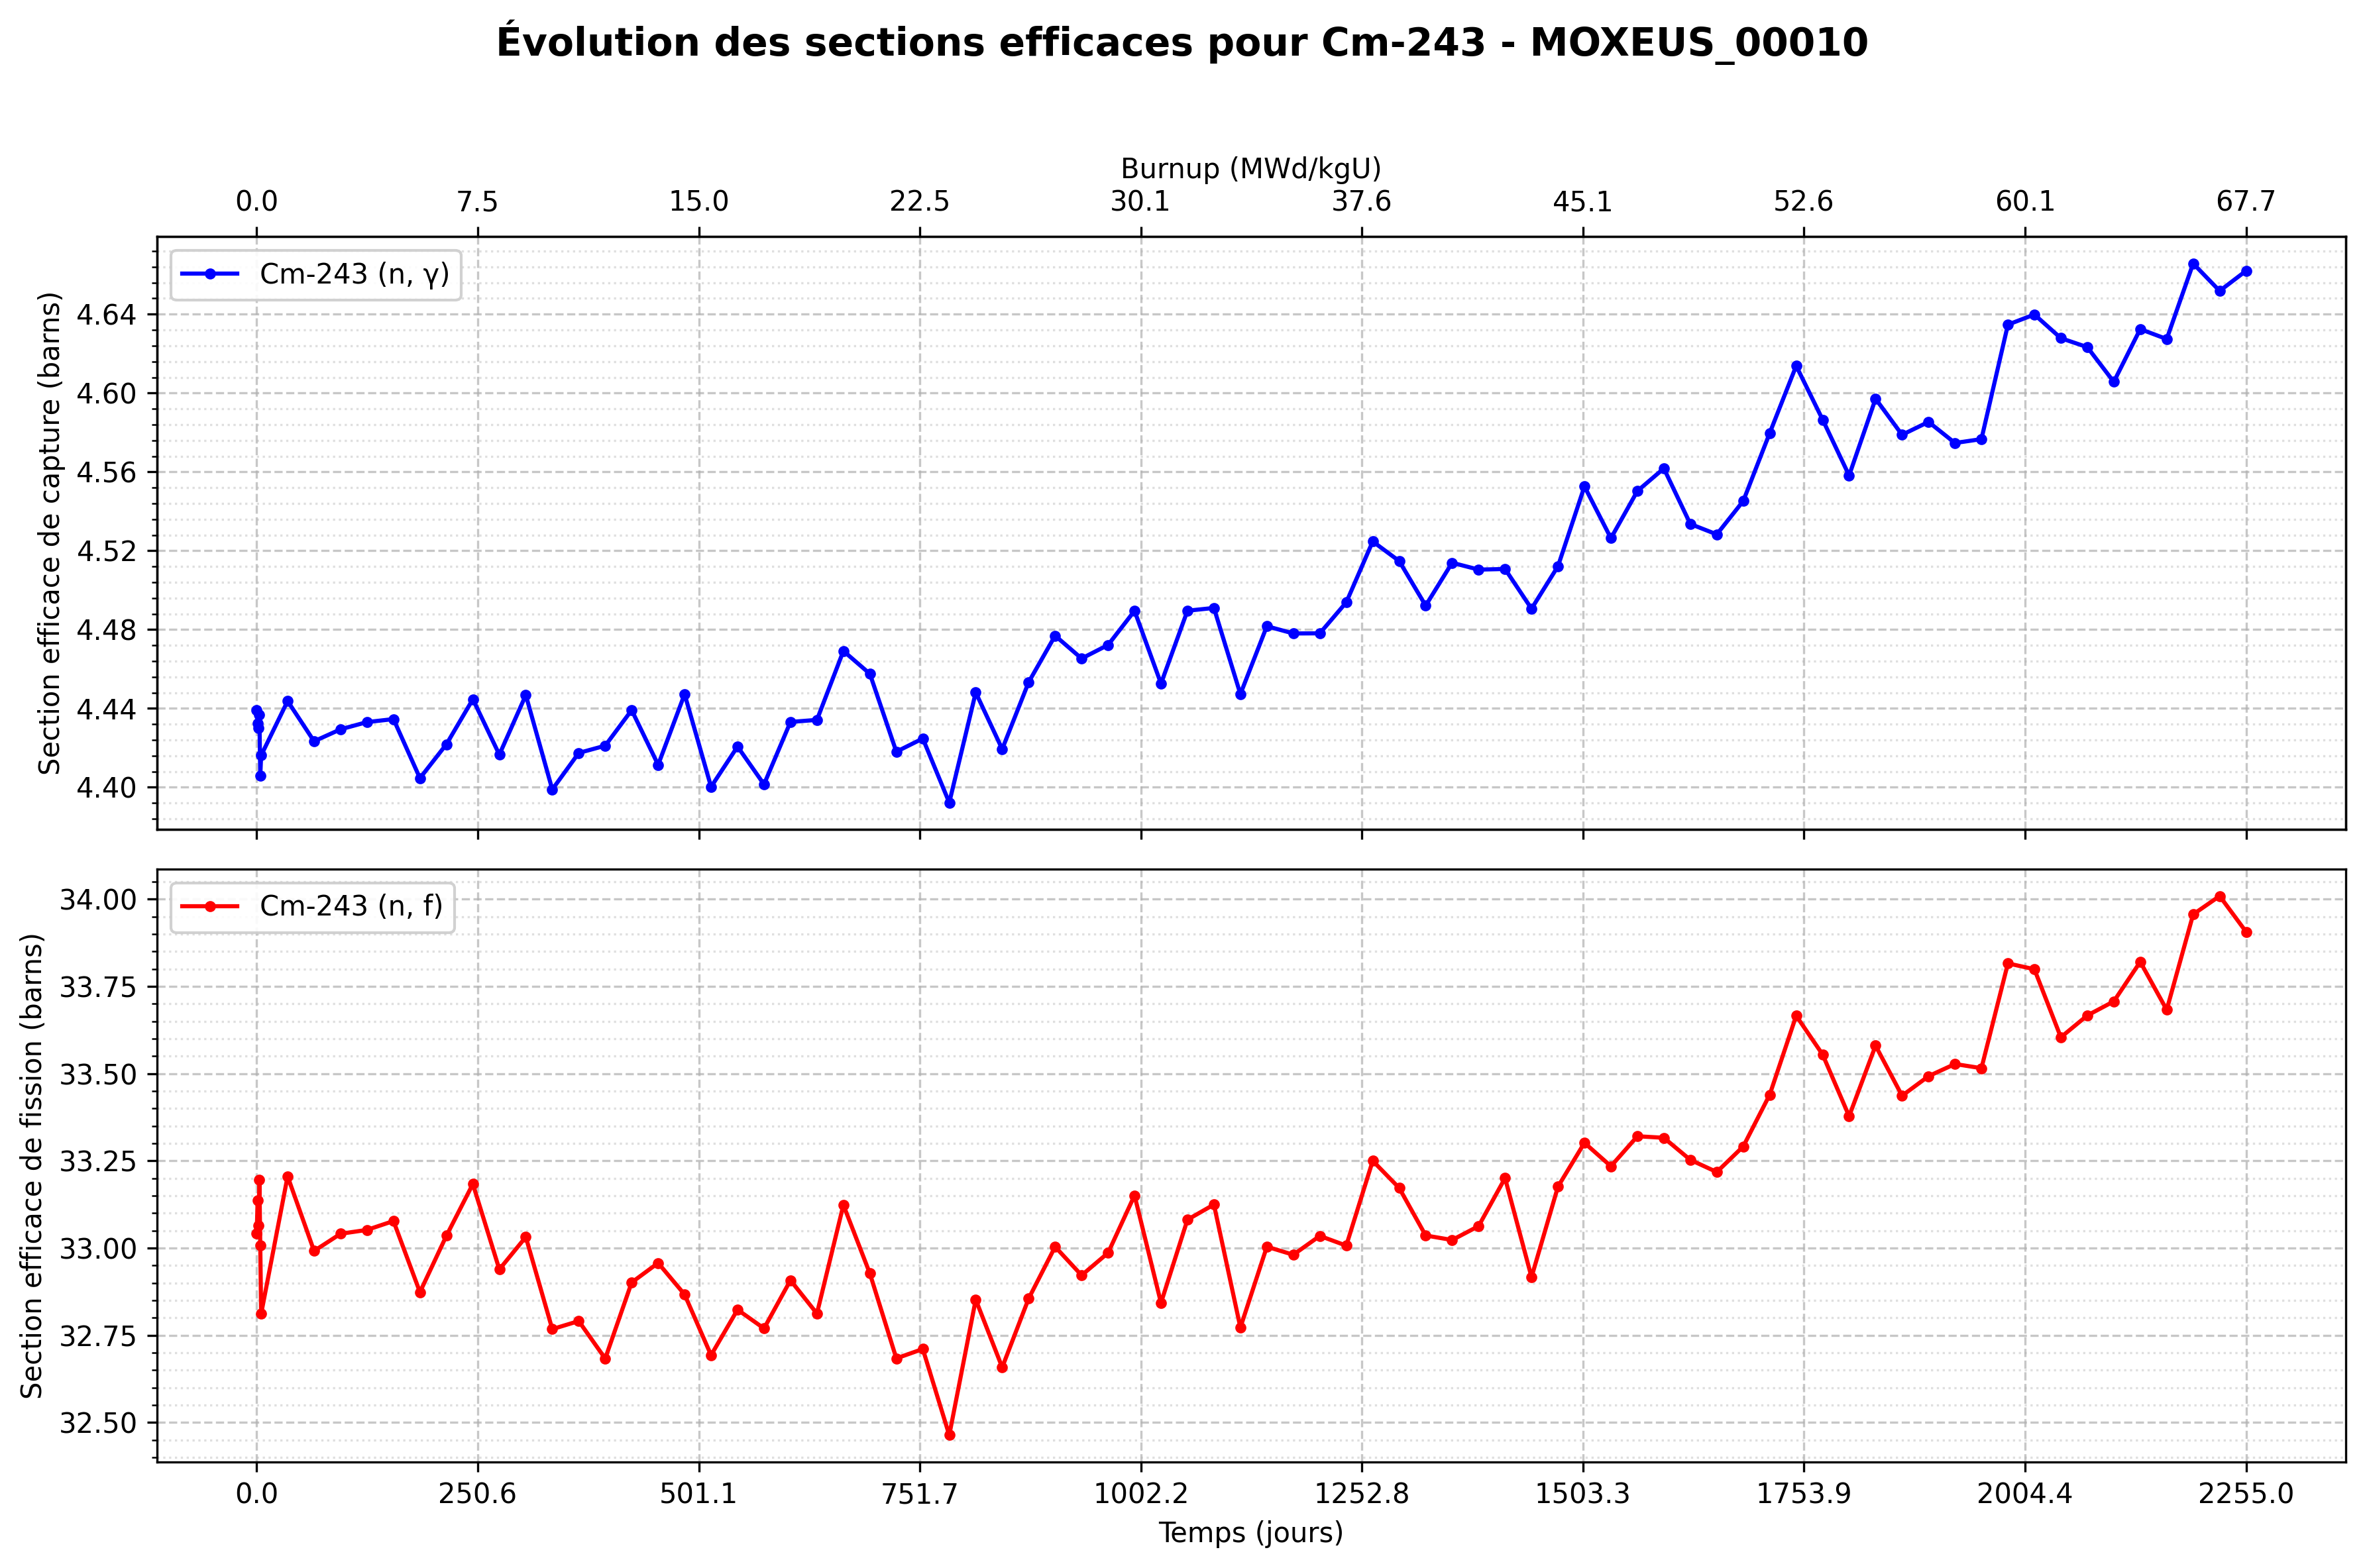 Évolution des sections efficaces pour Cm-243 - MOXEUS_00010
Burnup (MWd/kgU)
0.0 7.5 15.0 22.5 30.1 37.6 45.1 52.6 60.1 67.7
Cm-243 (n, γ)
Section efficace de capture (barns)
4.64
4.60
4.56
4.52
4.48
4.44
4.40
Cm-243 (n, f)
Section efficace de fission (barns)
34.00
33.75
33.50
33.25
33.00
32.75
32.50
0.0 250.6 501.1 751.7 1002.2 1252.8 1503.3 1753.9 2004.4 2255.0
Temps (jours)